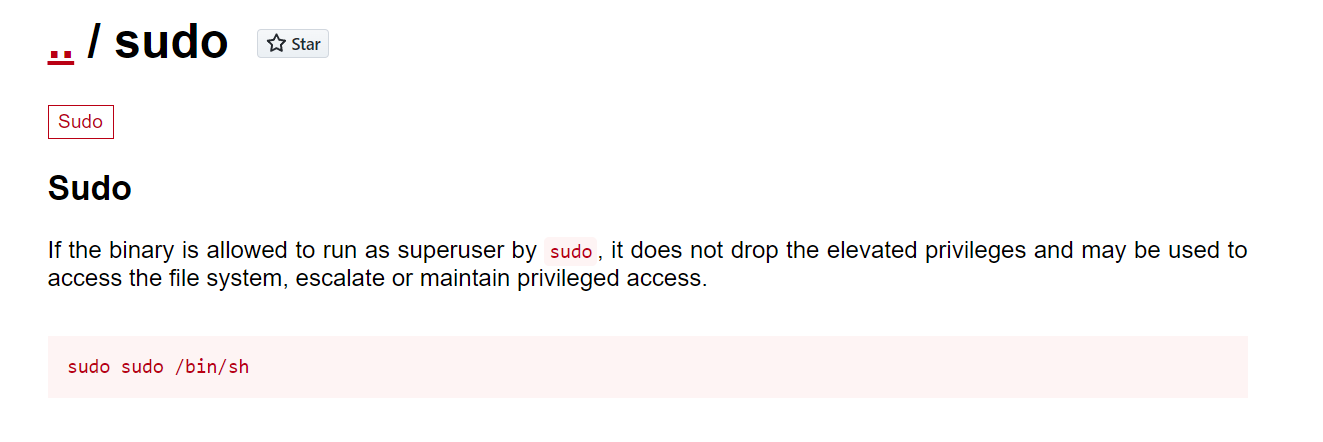 .. / sudo Star
Sudo
Sudo
If the binary is allowed to run as superuser by sudo, it does not drop the elevated privileges and may be used to
access the file system, escalate or maintain privileged access.
sudo sudo /bin/sh